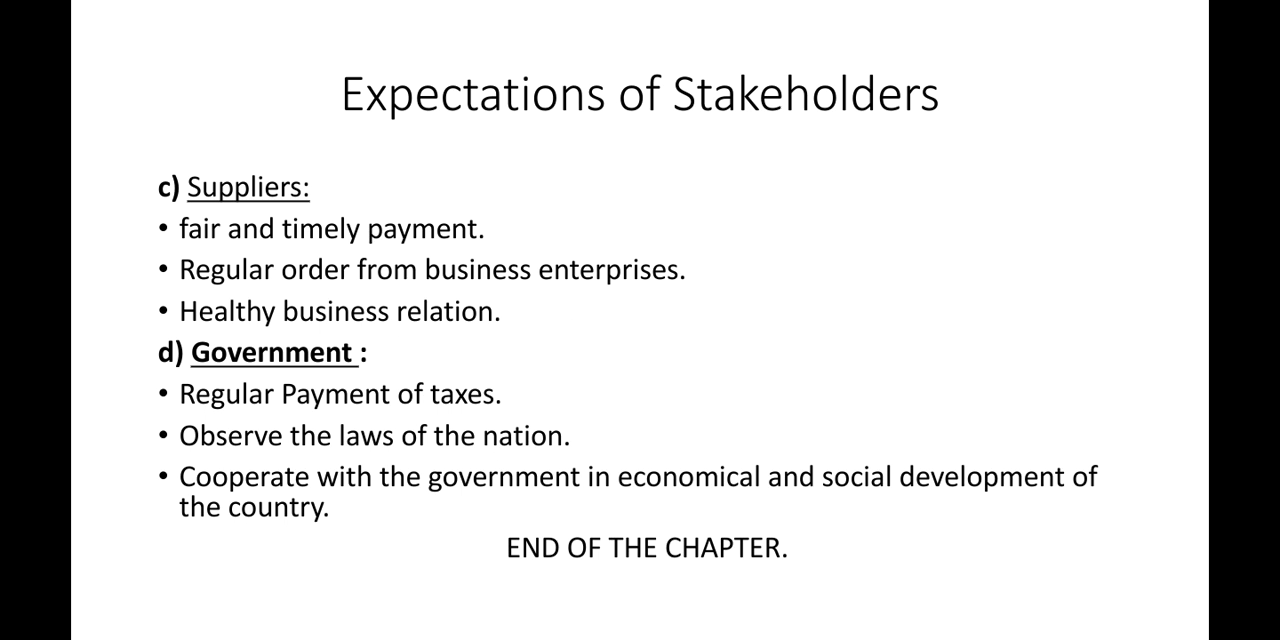 Expectations of Stakeholders
c) Suppliers:
• fair and timely payment.
• Regular order from business enterprises.
• Healthy business relation.
d) Government :
• Regular Payment of taxes.
• Observe the laws of the nation.
• Cooperate with the government in economical and social development of
the country.
END OF THE CHAPTER.